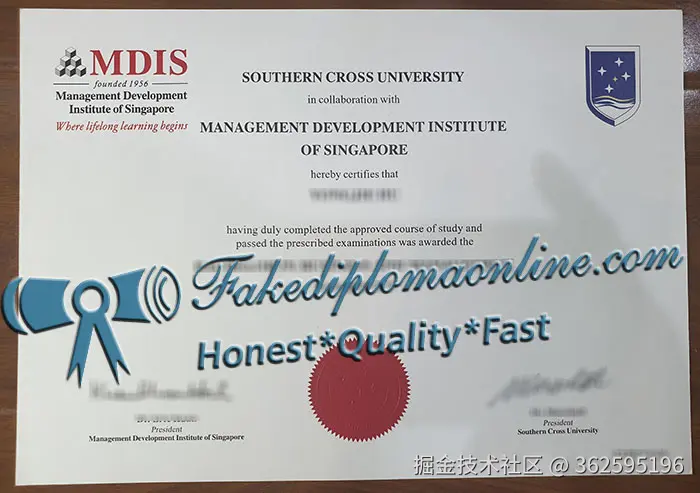 MDIS
founded 1956
Management Development
Institute of Singapore
Where lifelong learning begins
SOUTHERN CROSS UNIVERSITY
in collaboration with
MANAGEMENT DEVELOPMENT INSTITUTE
OF SINGAPORE
hereby certifies that
having duly completed the approved course of study and
passed the prescribed examinations was awarded the
Fakediplomaonline.com
Honest*Quality*Fast
President
Management Development Institute of Singapore
President
Southern Cross University
掘金技术社区 @ 362595196